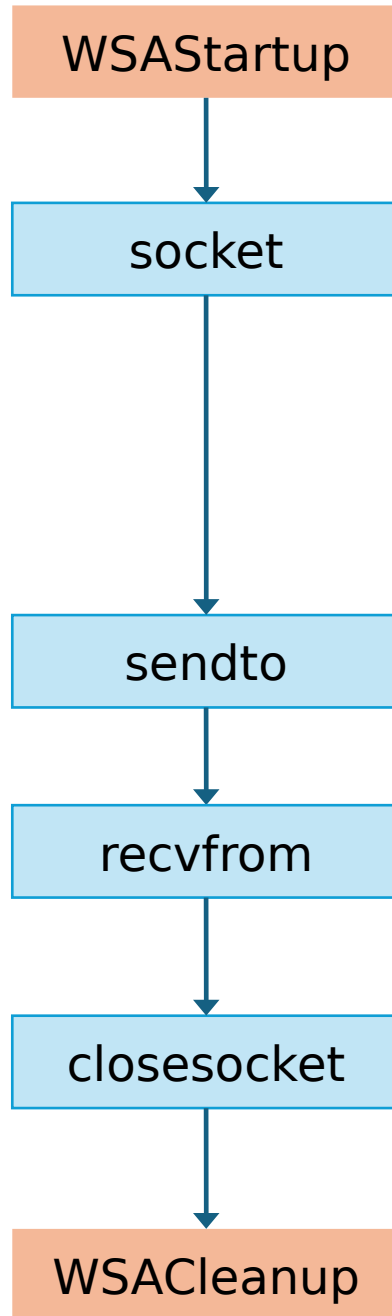 WSAStartup
socket
sendto
recvfrom
closesocket
WSACleanup